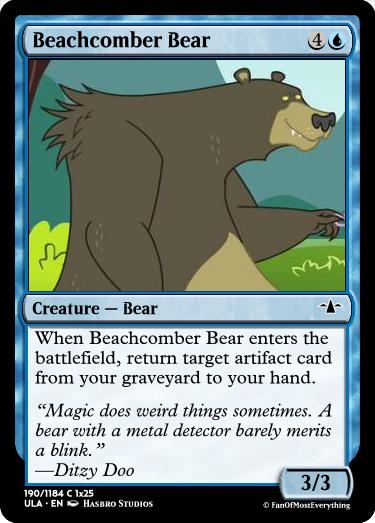 Beachcomber Bear 4
Creature — Bear
When Beachcomber Bear enters the
battlefield, return target artifact card
from your graveyard to your hand.
“Magic does weird things sometimes. A
bear with a metal detector barely merits
a blink.”
—Ditzy Doo
3/3
190/1184 C 1x25
ULA • EN Hasbro Studios
© FanOfMostEverything